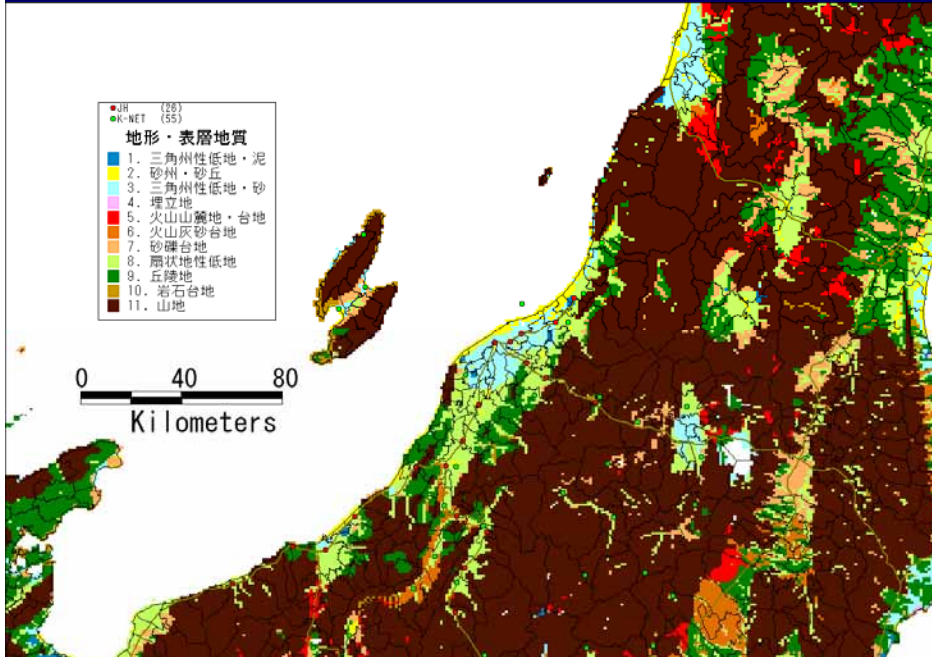 JH (26)
K-NET (55)
地形・表層地質
1. 三角州性低地・泥
2. 砂州・砂丘
3. 三角州性低地・砂
4. 埋立地
5. 火山山麓地・台地
6. 火山灰砂台地
7. 砂礫台地
8. 扇状地性低地
9. 丘陵地
10. 岩石台地
11. 山地
0 40 80
Kilometers